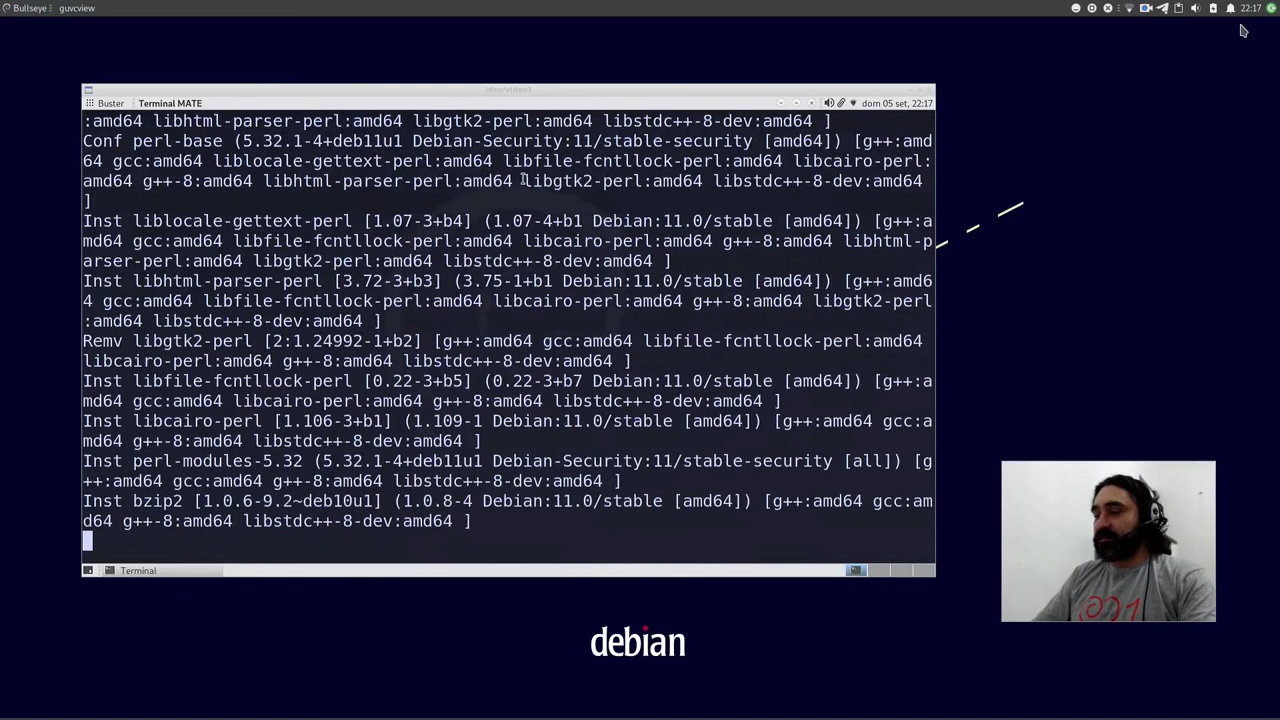 Bullseye guvcview 22:17
/dev/video1
Buster Terminal MATE dom 05 set, 22:17
:amd64 libhtml-parser-perl:amd64 libgtk2-perl:amd64 libstdc++-8-dev:amd64 ]
Conf perl-base (5.32.1-4+deb11u1 Debian-Security:11/stable-security [amd64]) [g++:amd
64 gcc:amd64 liblocale-gettext-perl:amd64 libfile-fcntllock-perl:amd64 libcairo-perl:
amd64 g++-8:amd64 libhtml-parser-perl:amd64 libgtk2-perl:amd64 libstdc++-8-dev:amd64
]
Inst liblocale-gettext-perl [1.07-3+b4] (1.07-4+b1 Debian:11.0/stable [amd64]) [g++:a
md64 gcc:amd64 libfile-fcntllock-perl:amd64 libcairo-perl:amd64 g++-8:amd64 libhtml-p
arser-perl:amd64 libgtk2-perl:amd64 libstdc++-8-dev:amd64 ]
Inst libhtml-parser-perl [3.72-3+b3] (3.75-1+b1 Debian:11.0/stable [amd64]) [g++:amd6
4 gcc:amd64 libfile-fcntllock-perl:amd64 libcairo-perl:amd64 g++-8:amd64 libgtk2-perl
:amd64 libstdc++-8-dev:amd64 ]
Remv libgtk2-perl [2:1.24992-1+b2] [g++:amd64 gcc:amd64 libfile-fcntllock-perl:amd64
libcairo-perl:amd64 g++-8:amd64 libstdc++-8-dev:amd64 ]
Inst libfile-fcntllock-perl [0.22-3+b5] (0.22-3+b7 Debian:11.0/stable [amd64]) [g++:a
md64 gcc:amd64 libcairo-perl:amd64 g++-8:amd64 libstdc++-8-dev:amd64 ]
Inst libcairo-perl [1.106-3+b1] (1.109-1 Debian:11.0/stable [amd64]) [g++:amd64 gcc:a
md64 g++-8:amd64 libstdc++-8-dev:amd64 ]
Inst perl-modules-5.32 (5.32.1-4+deb11u1 Debian-Security:11/stable-security [all]) [g
++:amd64 gcc:amd64 g++-8:amd64 libstdc++-8-dev:amd64 ]
Inst bzip2 [1.0.6-9.2~deb10u1] (1.0.8-4 Debian:11.0/stable [amd64]) [g++:amd64 gcc:am
d64 g++-8:amd64 libstdc++-8-dev:amd64 ]
Terminal
debian